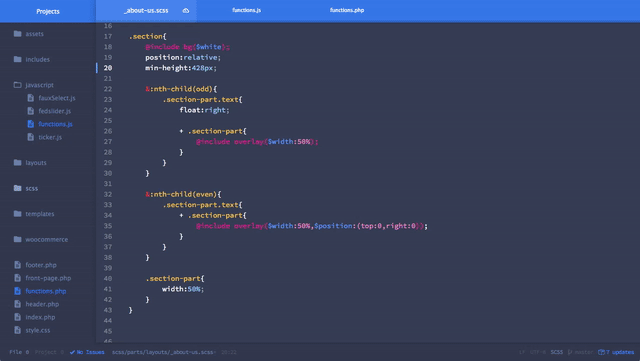 Projects
_about-us.scss
functions.js
functions.php
assets
includes
javascript
fauxSelect.js
fedslider.js
functions.js
ticker.js
layouts
scss
templates
woocommerce
footer.php
front-page.php
functions.php
header.php
index.php
style.css
16
17 .section{
18 @include bg($white);
19 position:relative;
20 min-height:428px;
21
22 &:nth-child(odd){
23 .section-part.text{
24 float:right;
25
26 + .section-part{
27 @include overlay($width:50%);
28 }
29 }
30 }
31
32 &:nth-child(even){
33 .section-part.text{
34 + .section-part{
35 @include overlay($width:50%,$position:(top:0,right:0));
36 }
37 }
38 }
39
40 .section-part{
41 width:50%;
42 }
43 }
44
45
46
File 0 Project 0 No Issues scss/parts/layouts/_about-us.scss
SCSS master 7 updates